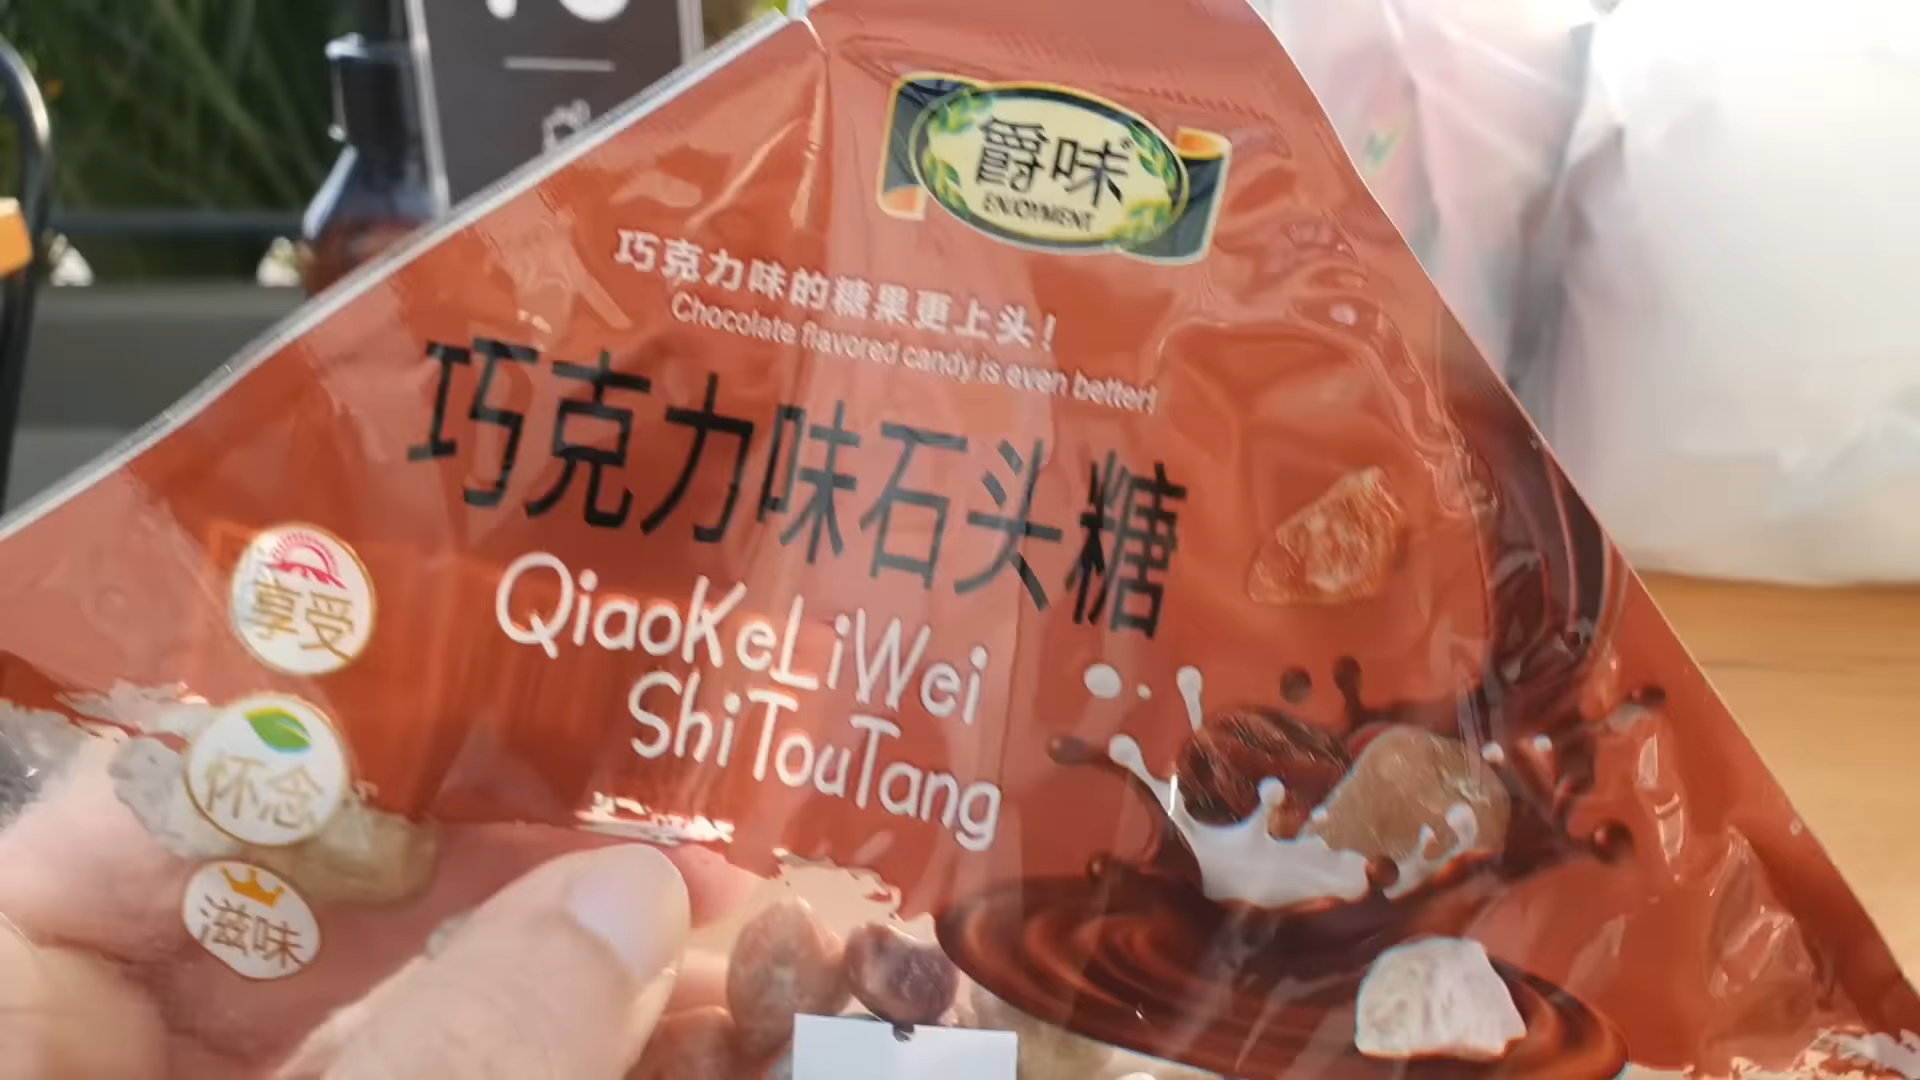 爵味
ENJOYMENT
巧克力味的糖果更上头！
Chocolate flavored candy is even better!
巧克力味石头糖
QiaoKeLiWei
ShiTouTang
享受
怀念
滋味